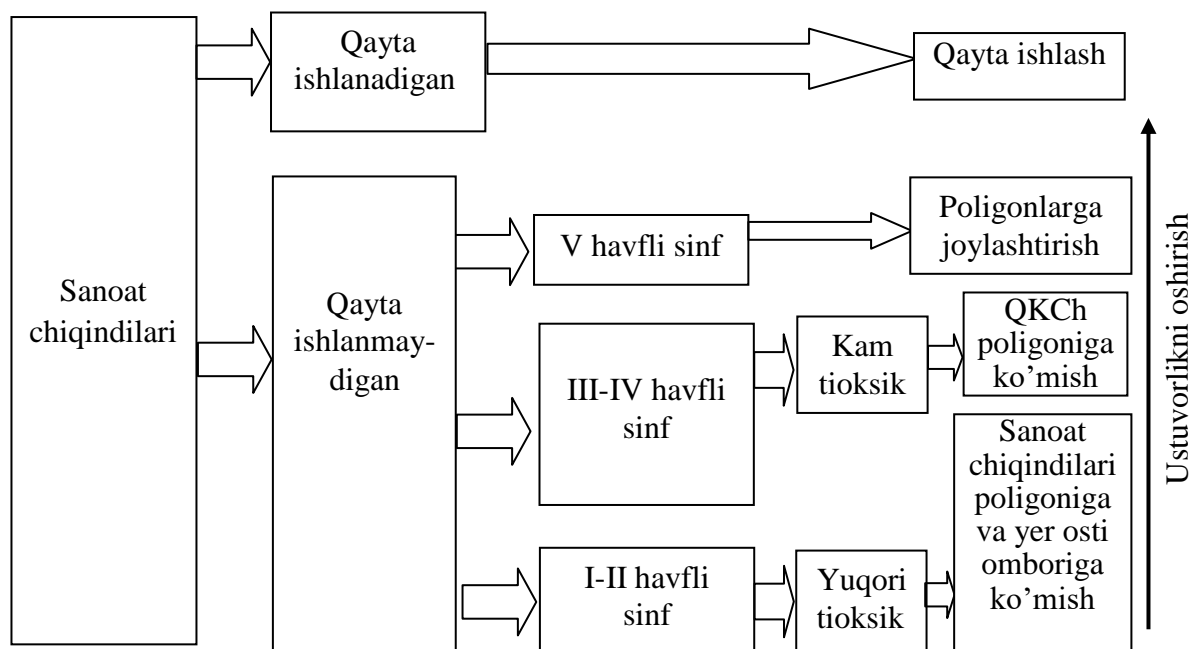 Qayta
ishlanadigan
Qayta ishlash
Sanoat
chiqindilari
Qayta
ishlanmay-
digan
V havfli sinf
Poligonlarga
joylashtirish
III-IV havfli
sinf
Kam
tioksik
QKCh
poligoniga
ko’mish
I-II havfli
sinf
Yuqori
tioksik
Sanoat
chiqindilari
poligoniga
va yer osti
omboriga
ko’mish
Ustuvorlikni oshirish